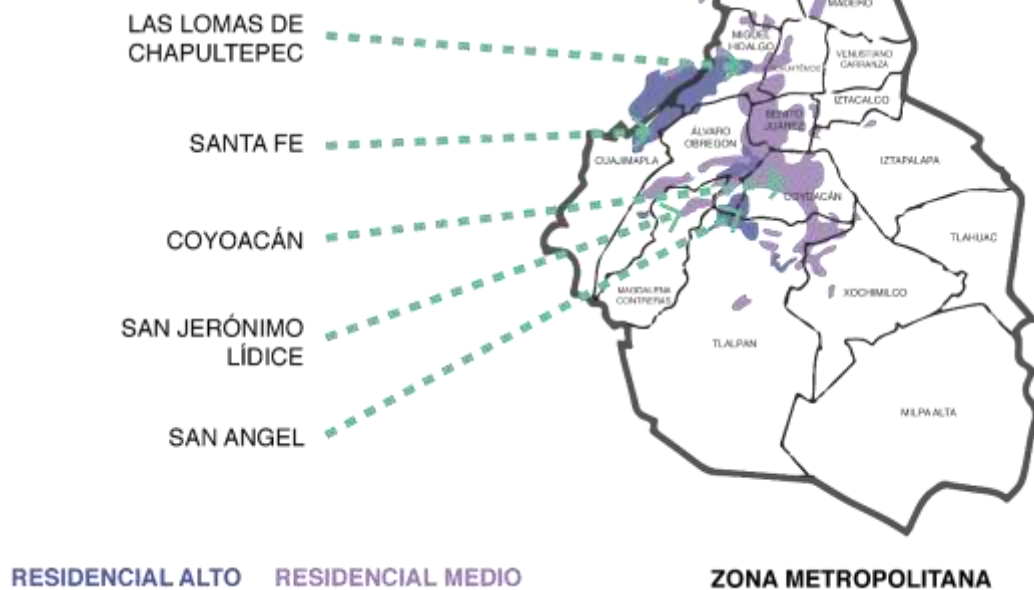 MADERO
LAS LOMAS DE
CHAPULTEPEC
MIGUEL
HIDALGO
VENUSTIANO
CARRANZA
IZTACALCO
BENITO
JUÁREZ
SANTA FE
ÁLVARO
OBREGÓN
CUAJIMAPLA
IZTAPALAPA
COYOACÁN
COYOACÁN
TLAHUAC
MAGDALENA
CONTRERAS
XOCHIMILCO
SAN JERÓNIMO
LÍDICE
TLALPAN
MILPA ALTA
SAN ANGEL
RESIDENCIAL ALTO
RESIDENCIAL MEDIO
ZONA METROPOLITANA